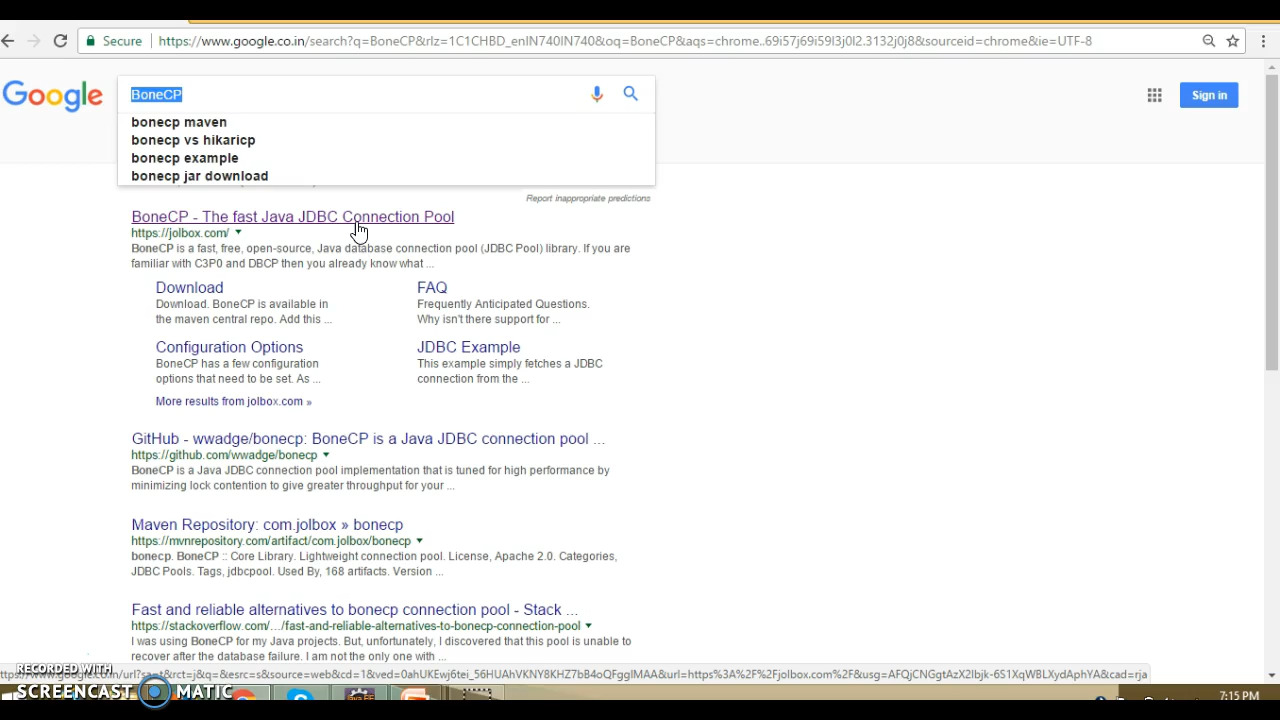 Secure https://www.google.co.in/search?q=BoneCP&rlz=1C1CHBD_enIN740IN740&oq=BoneCP&aqs=chrome..69i57j69i59l3j0l2.3132j0j8&sourceid=chrome&ie=UTF-8
Google
BoneCP
Sign in
bonecp maven
bonecp vs hikaricp
bonecp example
bonecp jar download
Report inappropriate predictions
BoneCP - The fast Java JDBC Connection Pool
https://jolbox.com/
BoneCP is a fast, free, open-source, Java database connection pool (JDBC Pool) library. If you are
familiar with C3P0 and DBCP then you already know what ...
Download
Download. BoneCP is available in
the maven central repo. Add this ...
FAQ
Frequently Anticipated Questions.
Why isn't there support for ...
Configuration Options
BoneCP has a few configuration
options that need to be set. As ...
JDBC Example
This example simply fetches a JDBC
connection from the ...
More results from jolbox.com »
GitHub - wwadge/bonecp: BoneCP is a Java JDBC connection pool ...
https://github.com/wwadge/bonecp
BoneCP is a Java JDBC connection pool implementation that is tuned for high performance by
minimizing lock contention to give greater throughput for your ...
Maven Repository: com.jolbox » bonecp
https://mvnrepository.com/artifact/com.jolbox/bonecp
bonecp. BoneCP :: Core Library. Lightweight connection pool. License, Apache 2.0. Categories,
JDBC Pools. Tags, jdbcpool. Used By, 168 artifacts. Version ...
Fast and reliable alternatives to bonecp connection pool - Stack ...
https://stackoverflow.com/.../fast-and-reliable-alternatives-to-bonecp-connection-pool
I was using BoneCP for my Java projects. But, unfortunately, I discovered that this pool is unable to
recover after the database failure. I am not the only one with ...
RECORDED WITH
SCREENCAST MATIC
7:15 PM